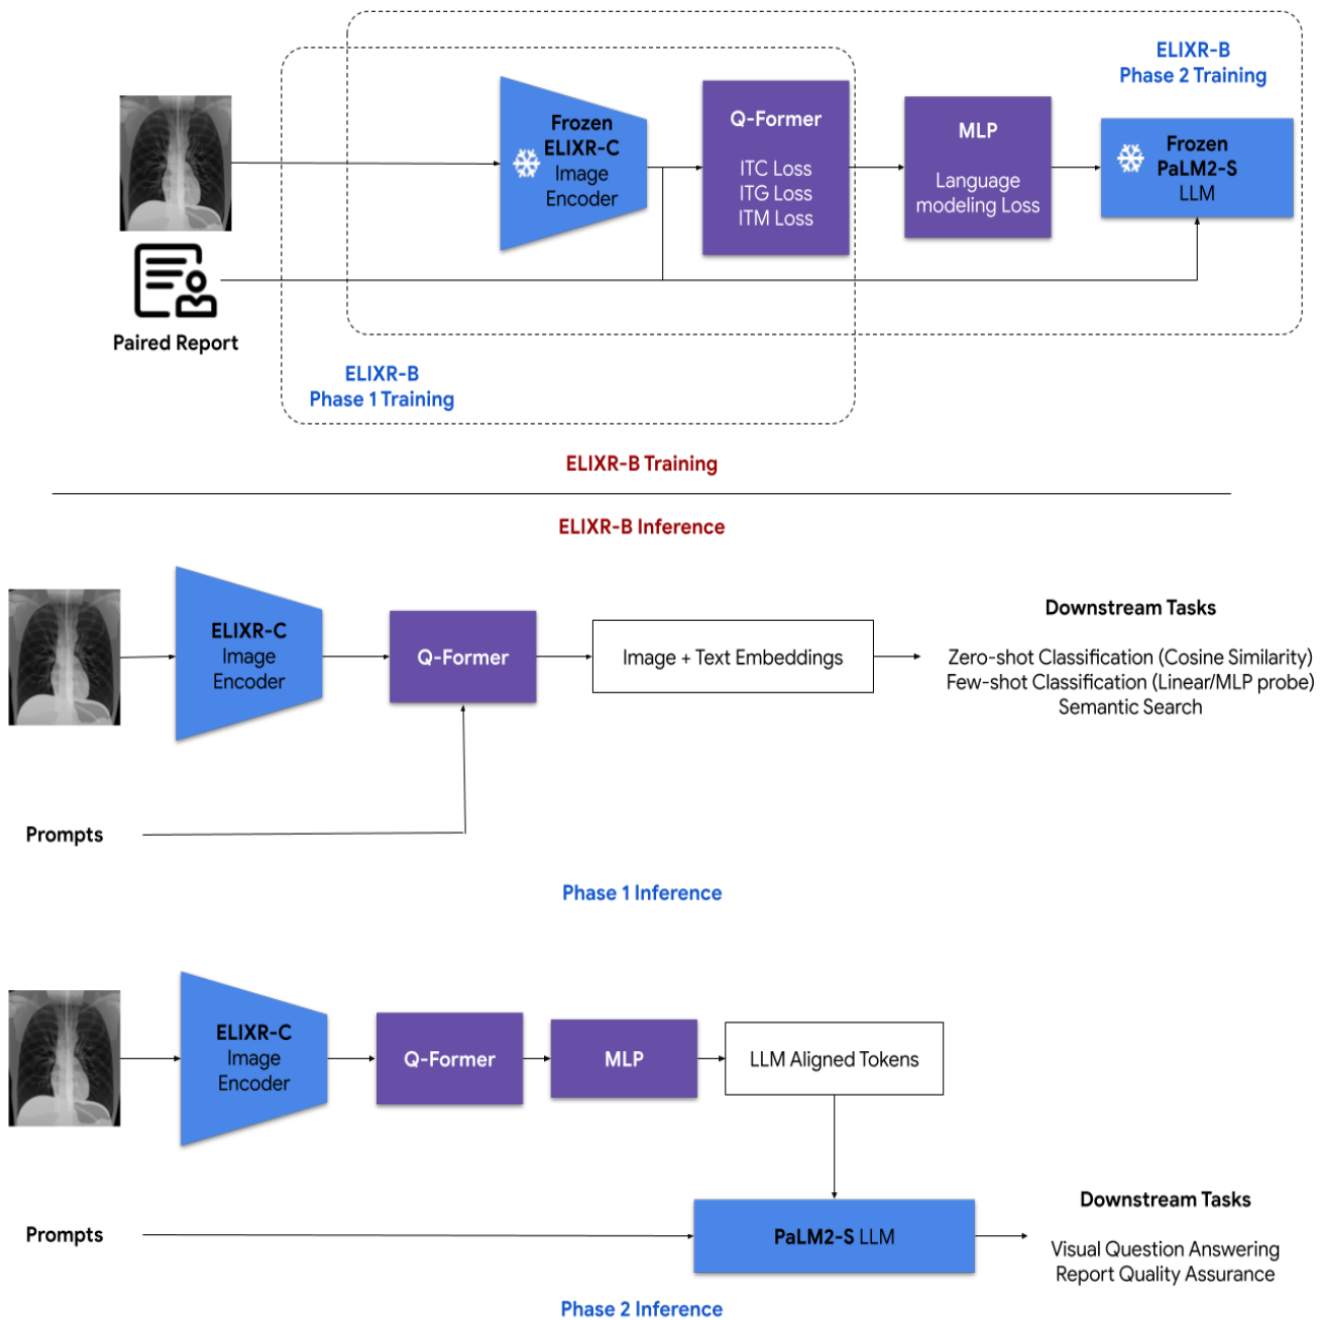 ELIXR-B
Phase 2 Training
Frozen
ELIXR-C
Image
Encoder
Q-Former
ITC Loss
ITG Loss
ITM Loss
MLP
Language
modeling Loss
Frozen
PaLM2-S
LLM
Paired Report
ELIXR-B
Phase 1 Training
ELIXR-B Training
ELIXR-B Inference
ELIXR-C
Image
Encoder
Q-Former
Image + Text Embeddings
Downstream Tasks
Zero-shot Classification (Cosine Similarity)
Few-shot Classification (Linear/MLP probe)
Semantic Search
Prompts
Phase 1 Inference
ELIXR-C
Image
Encoder
Q-Former
MLP
LLM Aligned Tokens
Prompts
PaLM2-S LLM
Downstream Tasks
Visual Question Answering
Report Quality Assurance
Phase 2 Inference